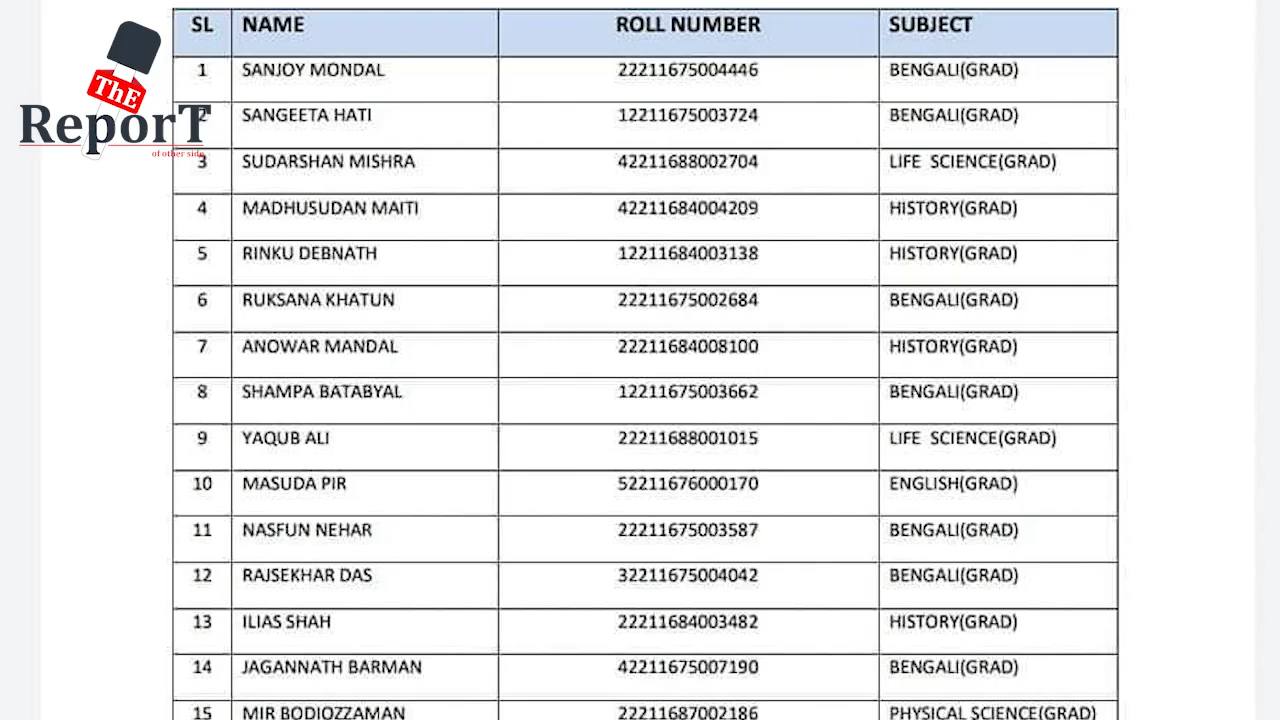 SL NAME ROLL NUMBER SUBJECT
1 SANJOY MONDAL 22211675004446 BENGALI(GRAD)
ThE
ReporT
of other side
2 SANGEETA HATI 12211675003724 BENGALI(GRAD)
3 SUDARSHAN MISHRA 42211688002704 LIFE SCIENCE(GRAD)
4 MADHUSUDAN MAITI 42211684004209 HISTORY(GRAD)
5 RINKU DEBNATH 12211684003138 HISTORY(GRAD)
6 RUKSANA KHATUN 22211675002684 BENGALI(GRAD)
7 ANOWAR MANDAL 22211684008100 HISTORY(GRAD)
8 SHAMPA BATABYAL 12211675003662 BENGALI(GRAD)
9 YAQUB ALI 22211688001015 LIFE SCIENCE(GRAD)
10 MASUDA PIR 52211676000170 ENGLISH(GRAD)
11 NASFUN NEHAR 22211675003587 BENGALI(GRAD)
12 RAJSEKHAR DAS 32211675004042 BENGALI(GRAD)
13 ILIAS SHAH 22211684003482 HISTORY(GRAD)
14 JAGANNATH BARMAN 42211675007190 BENGALI(GRAD)
15 MIR BODIOZZAMAN 22211687002186 PHYSICAL SCIENCE(GRAD)